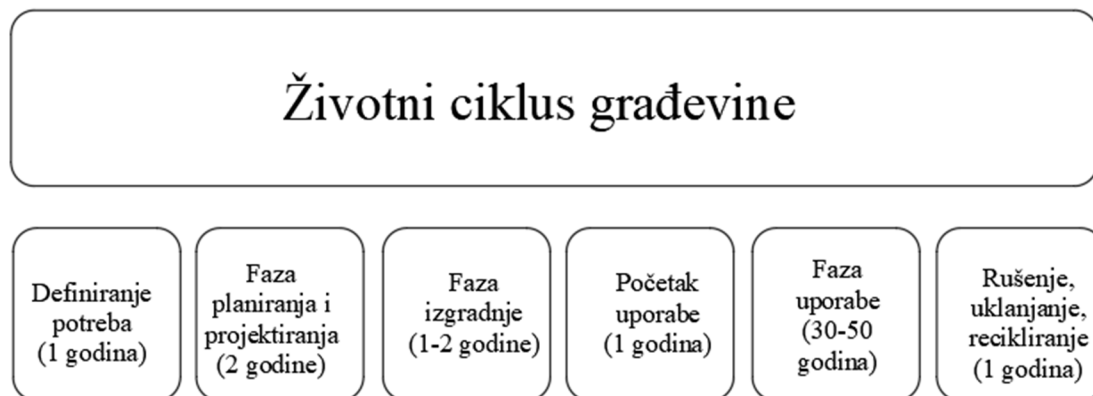 Životni ciklus građevine
Definiranje
potreba
(1 godina)
Faza
planiranja i
projektiranja
(2 godine)
Faza
izgradnje
(1-2 godine)
Početak
uporabe
(1 godina)
Faza
uporabe
(30-50
godina)
Rušenje,
uklanjanje,
recikliranje
(1 godina)